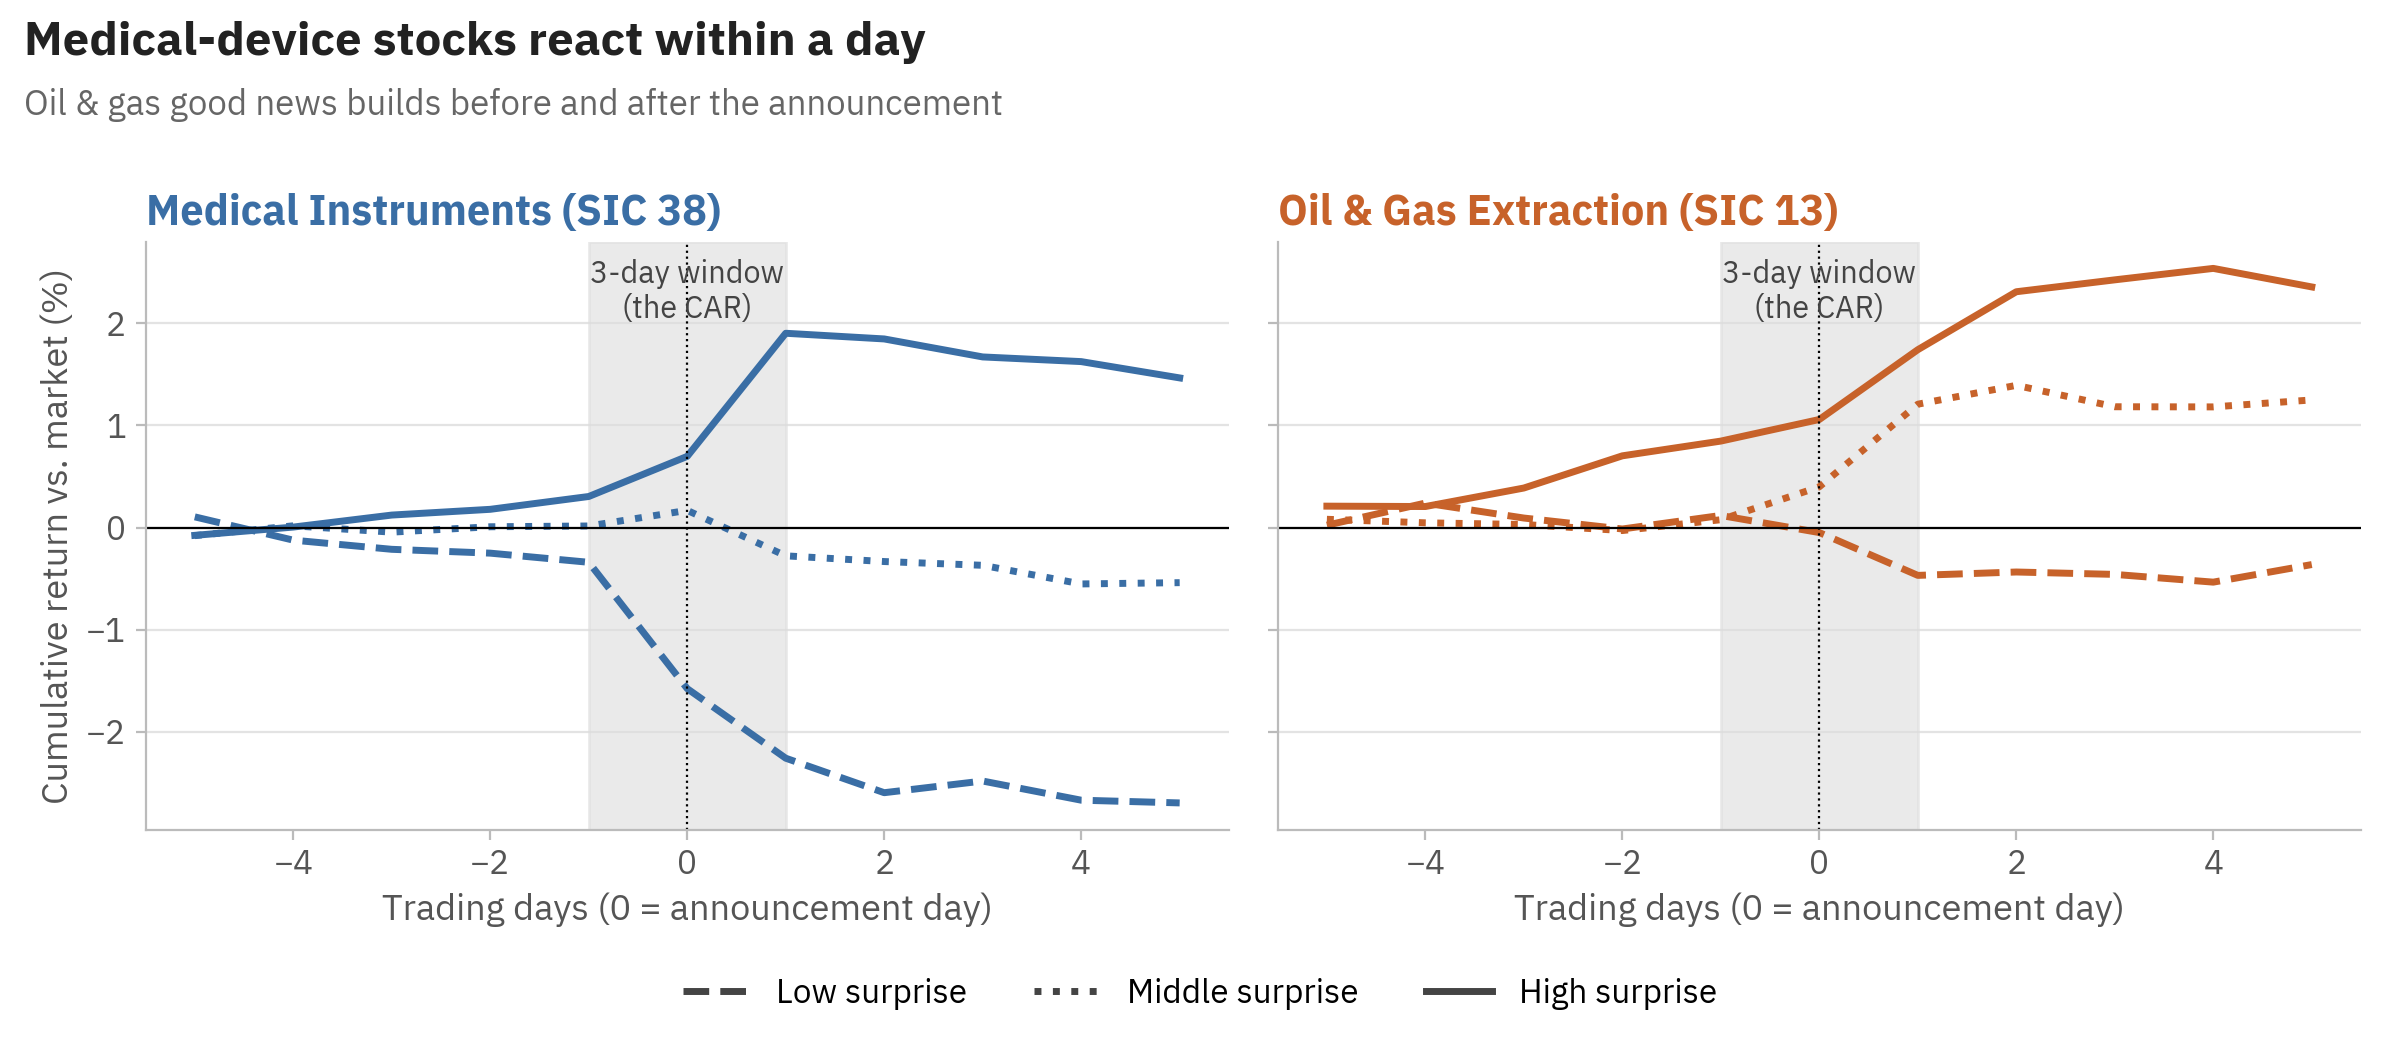 Medical-device stocks react within a day
Oil & gas good news builds before and after the announcement
Medical Instruments (SIC 38)
Oil & Gas Extraction (SIC 13)
3-day window
(the CAR)
3-day window
(the CAR)
Cumulative return vs. market (%)
2
1
0
−1
−2
−4
−2
0
2
4
−4
−2
0
2
4
Trading days (0 = announcement day)
Trading days (0 = announcement day)
Low surprise
Middle surprise
High surprise